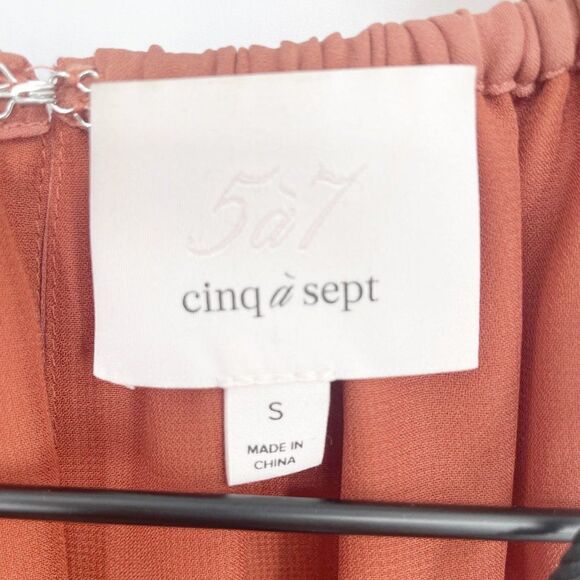 5à7
cinq à sept
S
MADE IN
CHINA